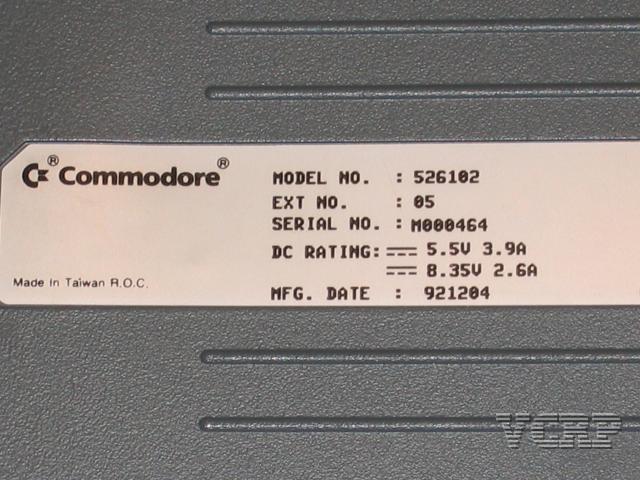 Commodore®
MODEL NO. : 526102
EXT NO. : 05
SERIAL NO. : M000464
DC RATING: 5.5V 3.9A
8.35V 2.6A
Made in Taiwan R.O.C.
MFG. DATE : 921204
VCRP